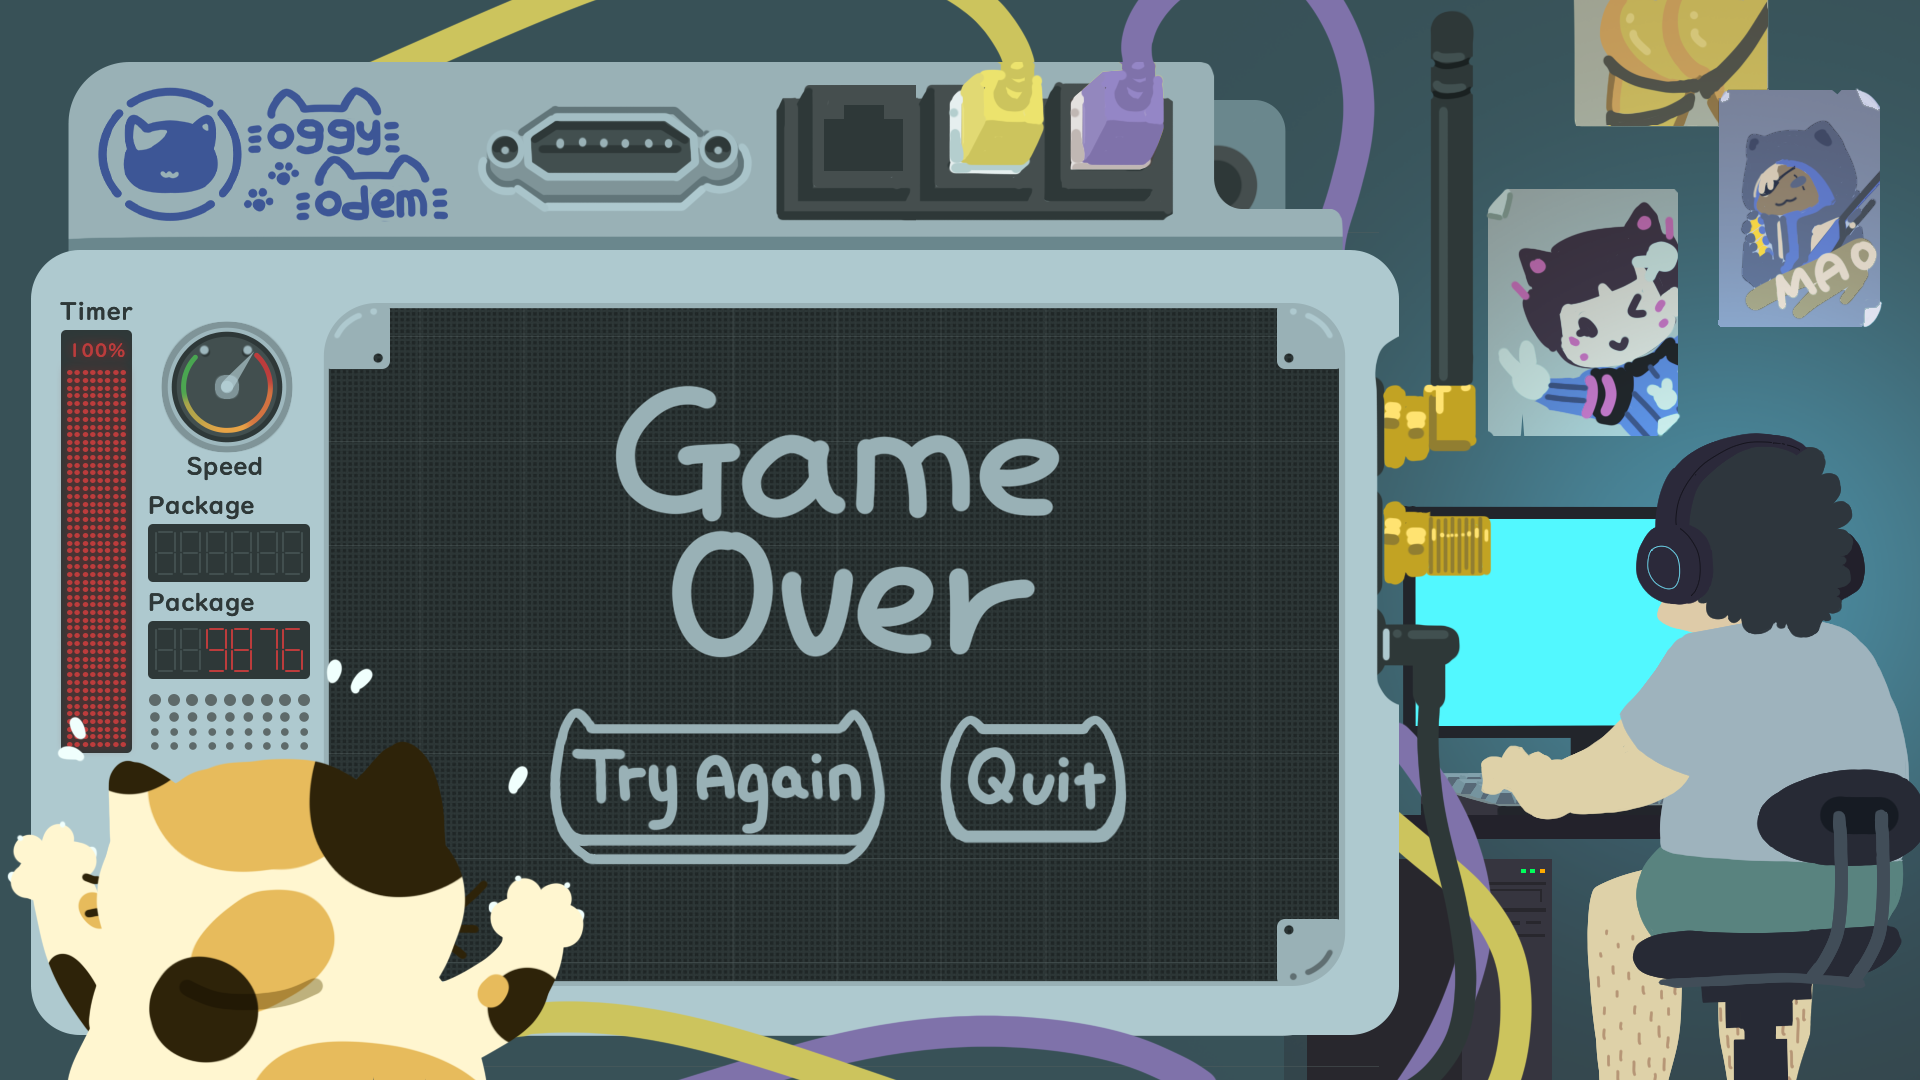 oggy
odem
Timer
100%
Speed
Package
Package
9876
Game
Over
Try Again
Quit
MAO